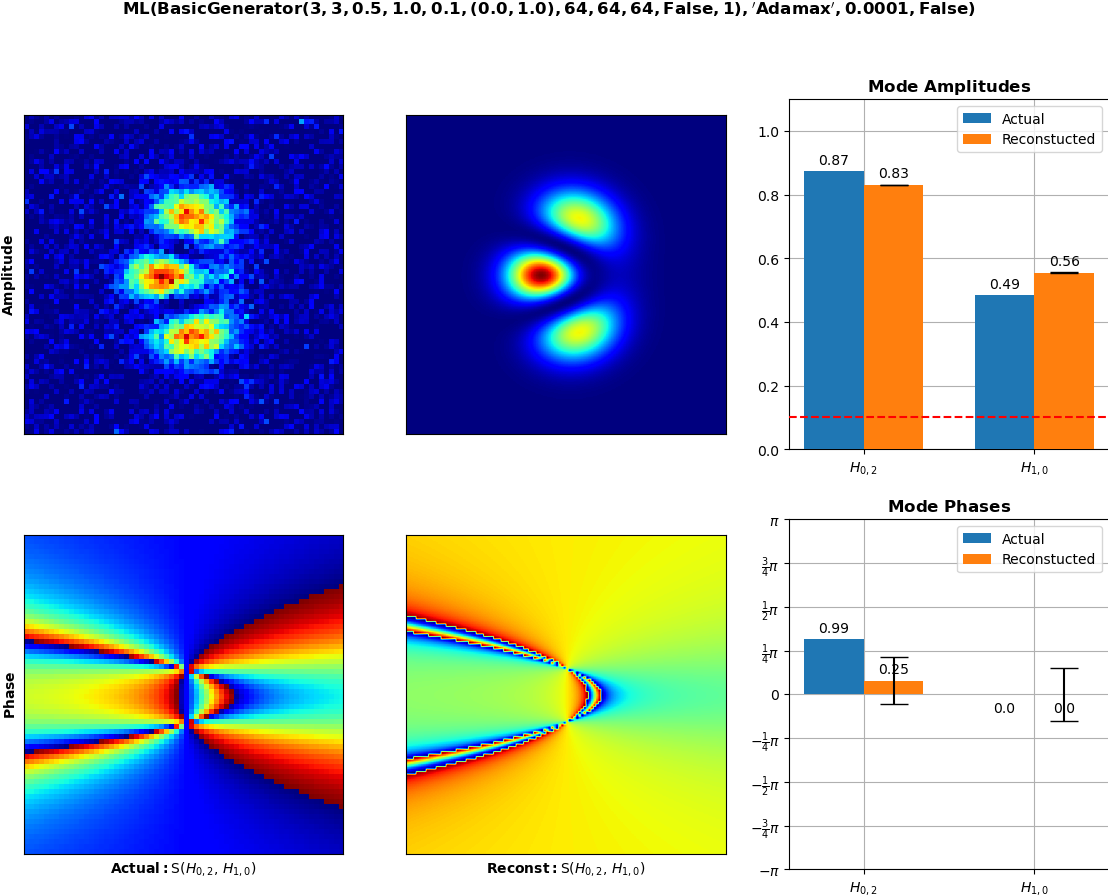 ML(BasicGenerator(3, 3, 0.5, 1.0, 0.1, (0.0, 1.0), 64, 64, 64, False, 1), ′Adamax′, 0.0001, False)
Amplitude
Mode Amplitudes
Actual
Reconstucted
1.0
0.8
0.6
0.4
0.2
0.0
0.87
0.83
0.49
0.56
H0, 2
H1, 0
Phase
Actual: S(H0, 2, H1, 0)
Reconst: S(H0, 2, H1, 0)
Mode Phases
Actual
Reconstucted
π
3/4π
1/2π
1/4π
0
−1/4π
−1/2π
−3/4π
−π
0.99
0.25
0.0
0.0
H0, 2
H1, 0